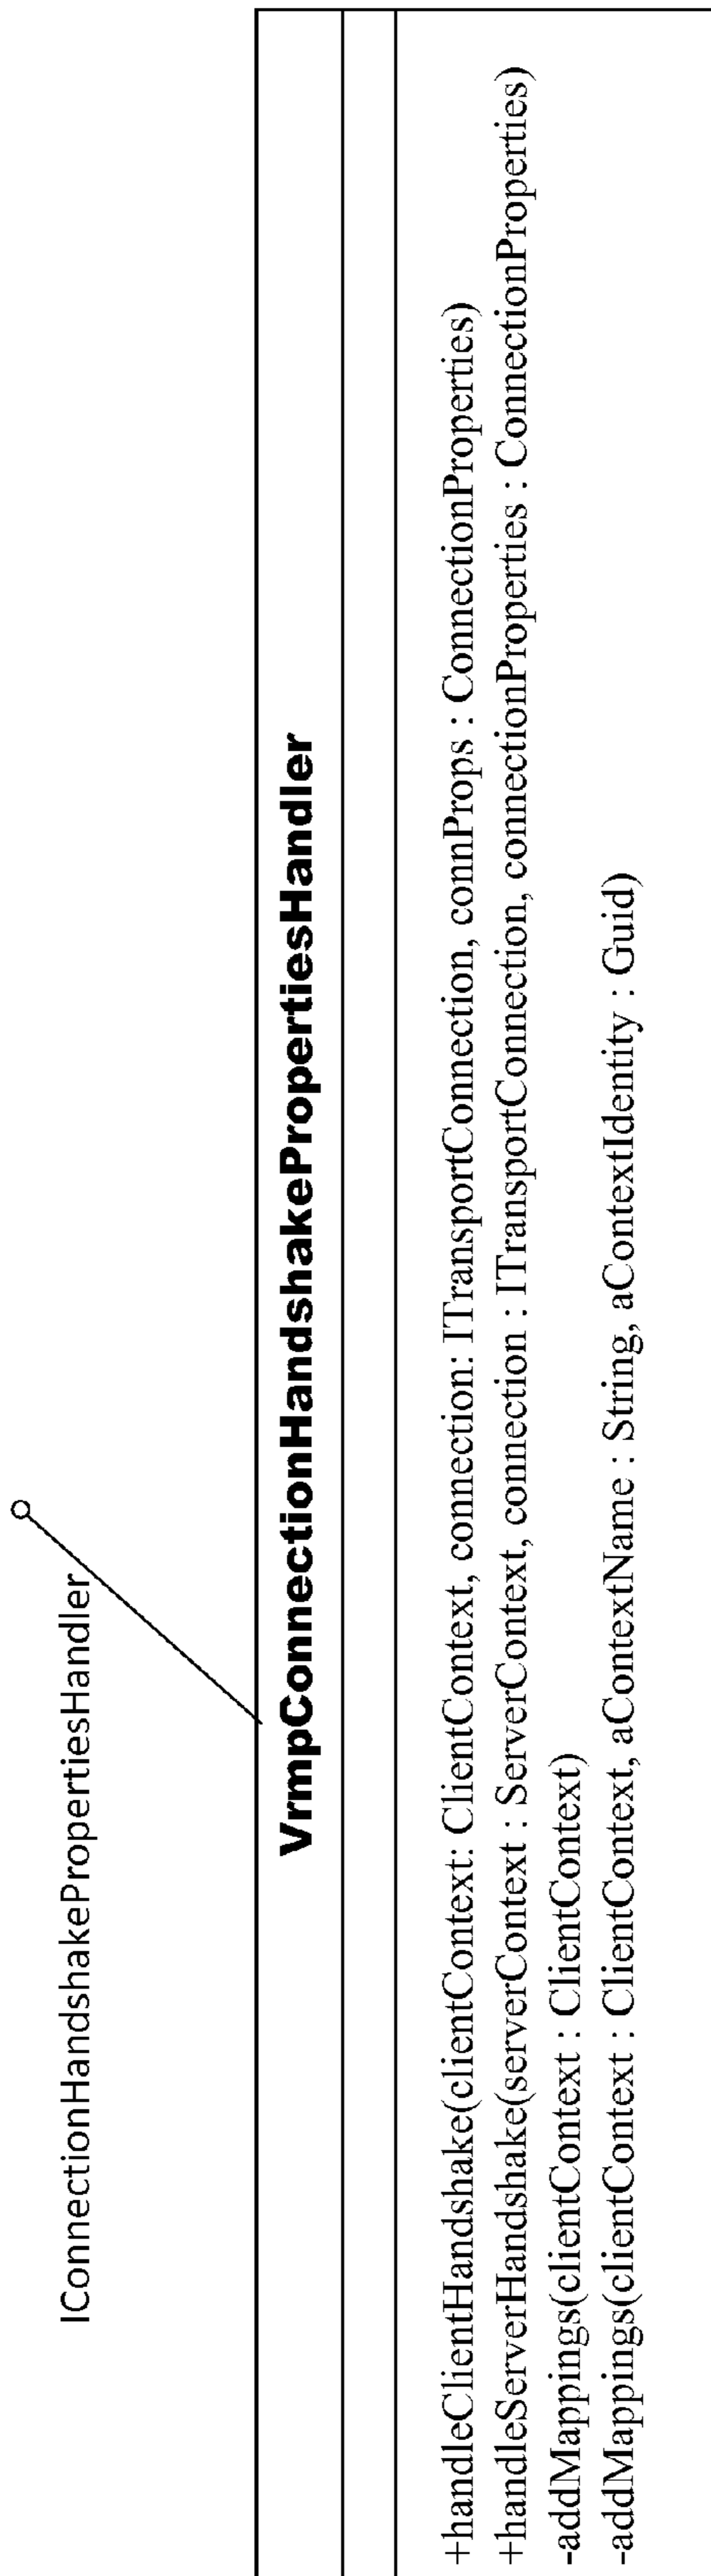 IConnectionHandshakePropertiesHandler
VrmpConnectionHandshakePropertiesHandler
+handleClientHandshake(clientContext: ClientContext, connection: ITransportConnection, connProps : ConnectionProperties)
+handleServerHandshake(serverContext : ServerContext, connection : ITransportConnection, connectionProperties : ConnectionProperties)
-addMappings(clientContext : ClientContext)
-addMappings(clientContext : ClientContext, aContextName : String, aContextIdentity : Guid)